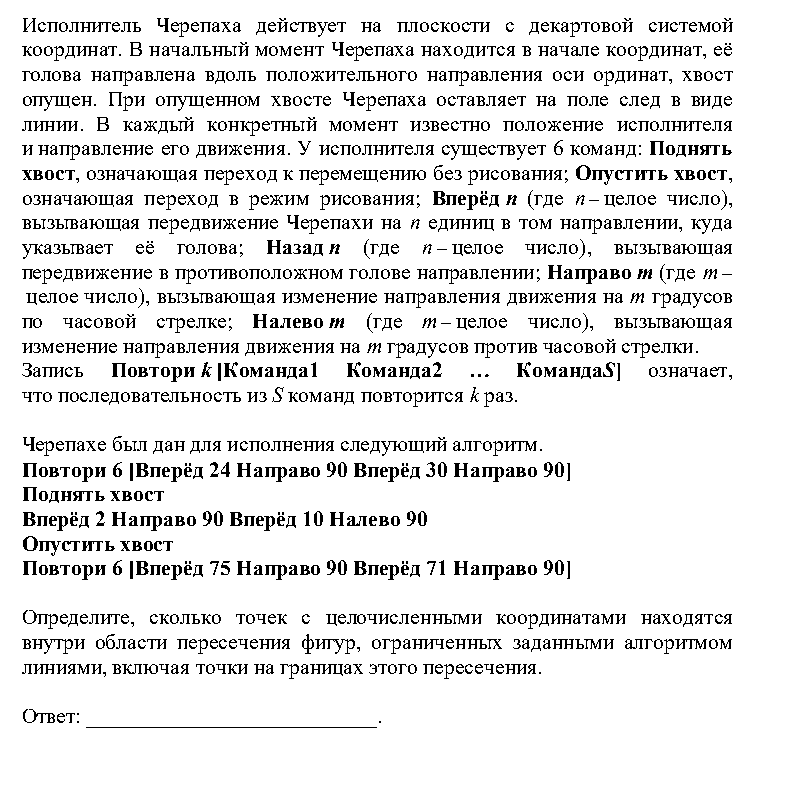 Исполнитель Черепаха действует на плоскости с декартовой системой
координат. В начальный момент Черепаха находится в начале координат, её
голова направлена вдоль положительного направления оси ординат, хвост
опущен. При опущенном хвосте Черепаха оставляет на поле след в виде
линии. В каждый конкретный момент известно положение исполнителя
и направление его движения. У исполнителя существует 6 команд: Поднять
хвост, означающая переход к перемещению без рисования; Опустить хвост,
означающая переход в режим рисования; Вперёд n (где n – целое число),
вызывающая передвижение Черепахи на n единиц в том направлении, куда
указывает её голова; Назад n (где n – целое число), вызывающая
передвижение в противоположном голове направлении; Направо m (где m –
целое число), вызывающая изменение направления движения на m градусов
по часовой стрелке; Налево m (где m – целое число), вызывающая
изменение направления движения на m градусов против часовой стрелки.
Запись Повтори k [Команда1 Команда2 … КомандаS] означает,
что последовательность из S команд повторится k раз.
Черепахе был дан для исполнения следующий алгоритм.
Повтори 6 [Вперёд 24 Направо 90 Вперёд 30 Направо 90]
Поднять хвост
Вперёд 2 Направо 90 Вперёд 10 Налево 90
Опустить хвост
Повтори 6 [Вперёд 75 Направо 90 Вперёд 71 Направо 90]
Определите, сколько точек с целочисленными координатами находятся
внутри области пересечения фигур, ограниченных заданными алгоритмом
линиями, включая точки на границах этого пересечения.
Ответ: ___________________________.